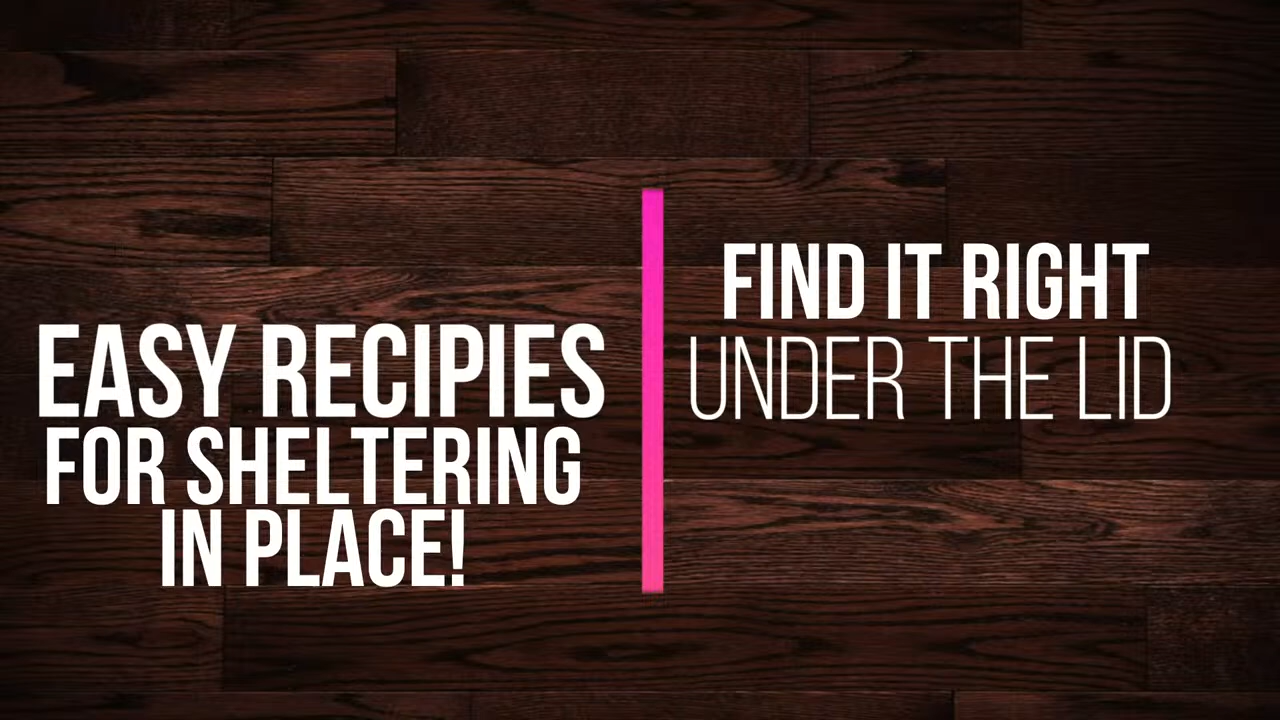 EASY RECIPIES
FOR SHELTERING
IN PLACE!
FIND IT RIGHT
UNDER THE LID